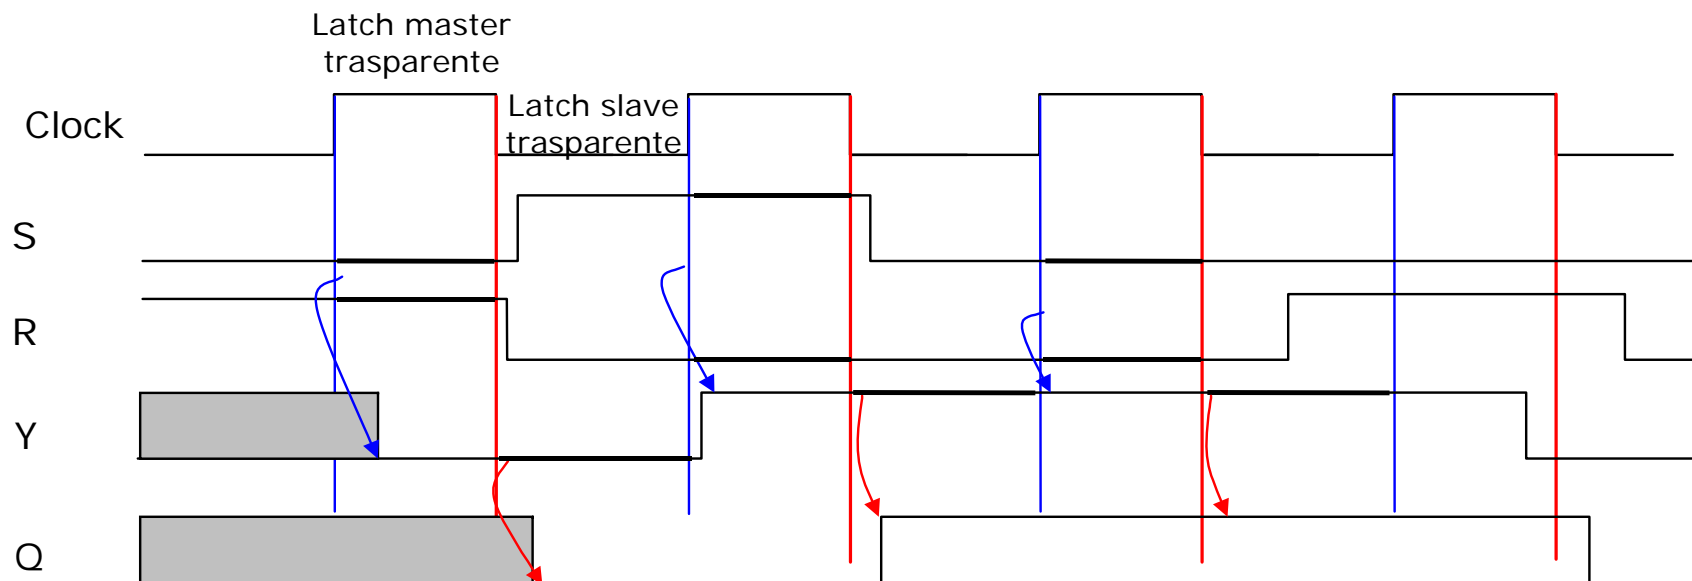 Latch master
trasparente
Latch slave
trasparente
Clock
S
R
Y
Q